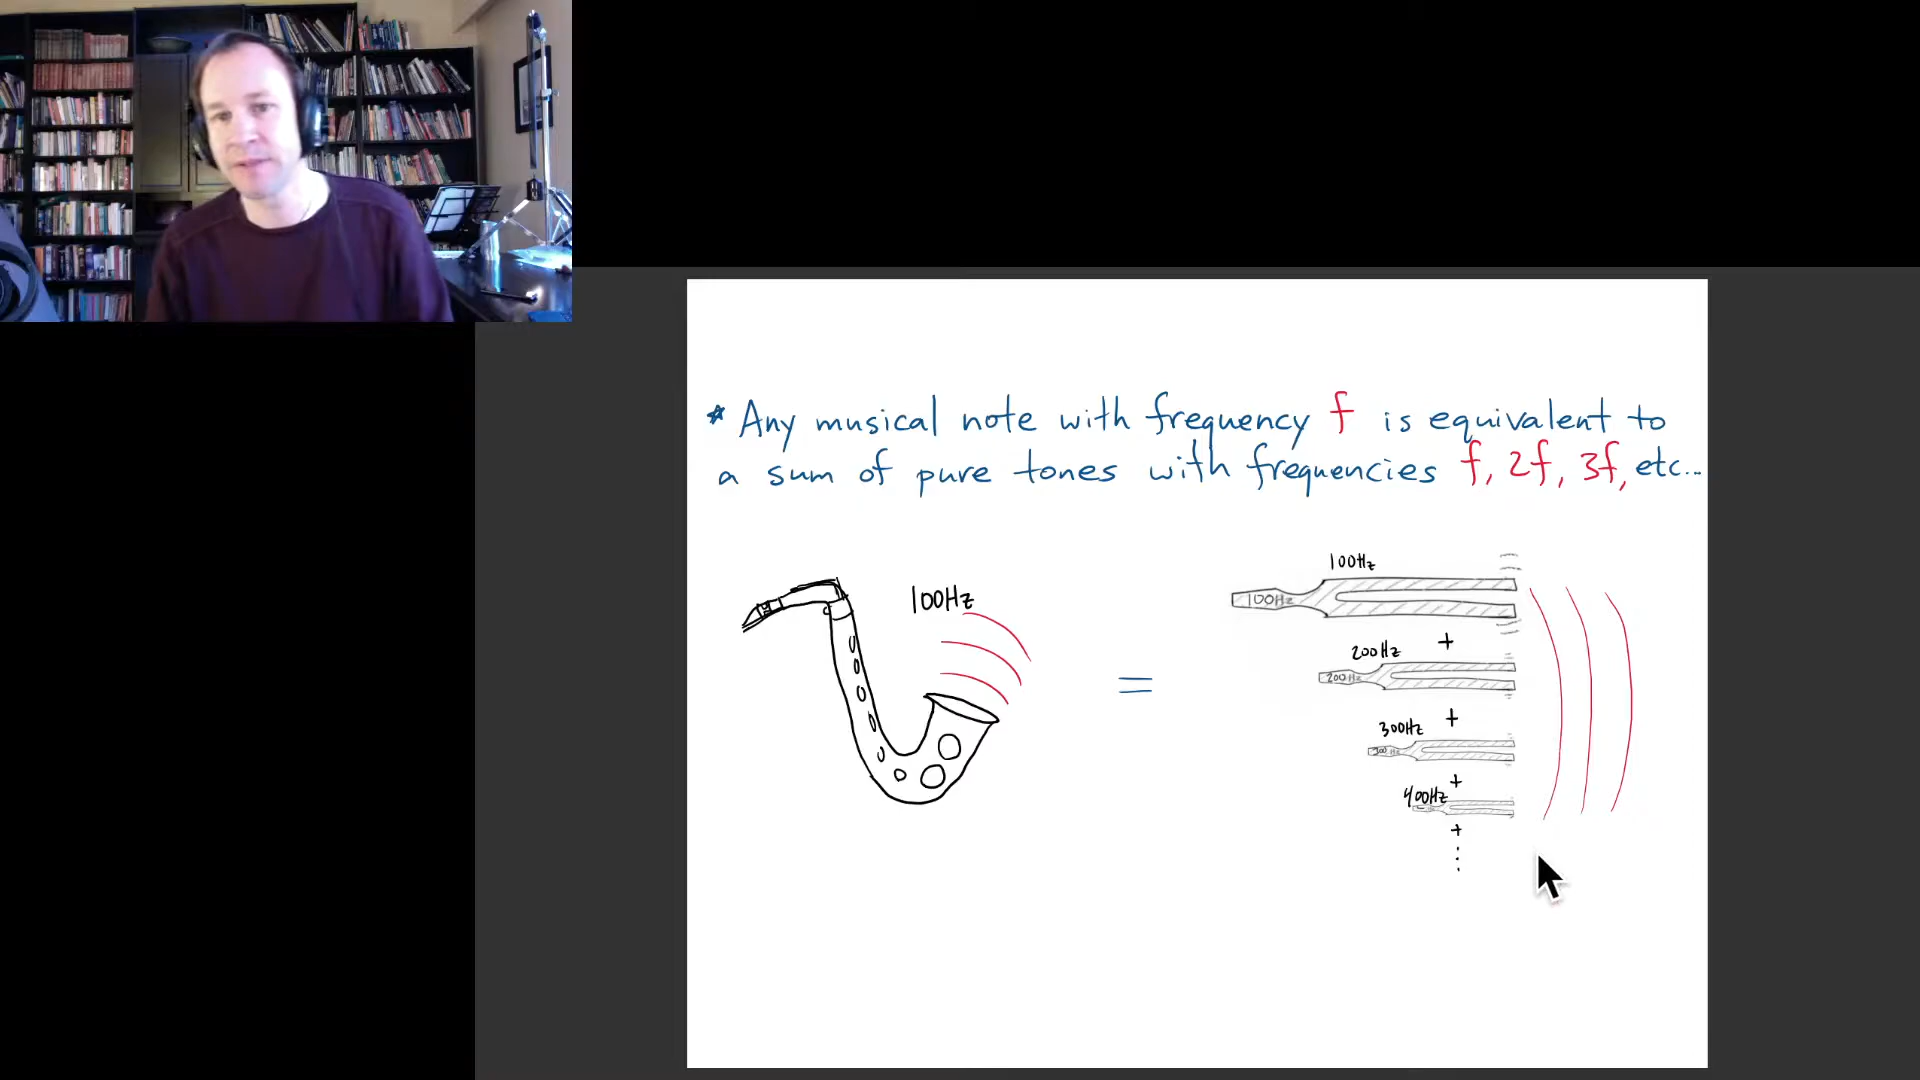 * Any musical note with frequency f is equivalent to
a sum of pure tones with frequencies f, 2f, 3f, etc...
100Hz
=
100Hz
100Hz
+
200Hz
200Hz
+
300Hz
300Hz
+
400Hz
+
⋮